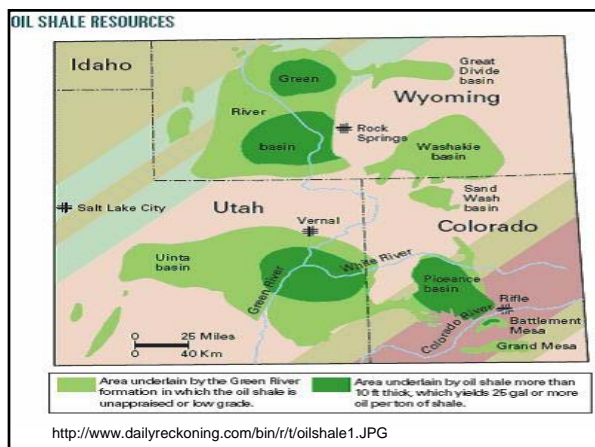 OIL SHALE RESOURCES
Idaho
Green
River
basin
Great
Divide
basin
Wyoming
Rock
Springs
Washakie
basin
Sand
Wash
basin
Salt Lake City
Utah
Vernal
Colorado
Uinta
basin
Green River
White River
Piceance
basin
Rifle
Colorado River
Battlement
Mesa
Grand Mesa
0 25 Miles
0 40 Km
Area underlain by the Green River
formation in which the oil shale is
unappraised or low grade.
Area underlain by oil shale more than
10 ft thick, which yields 25 gal or more
oil per ton of shale.
http://www.dailyreckoning.com/bin/r/t/oilshale1.JPG